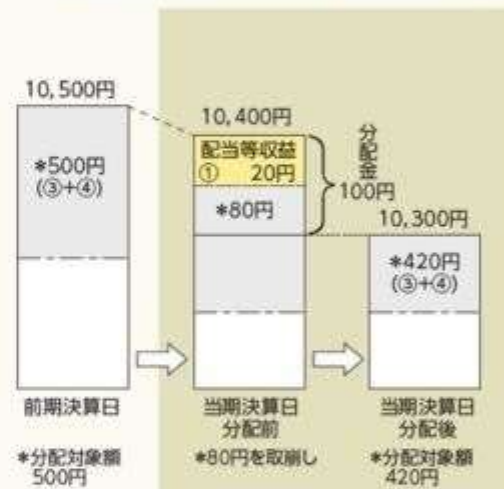 10,500円
*500円
(③+④)
前期決算日
*分配対象額
500円
10,400円
配当等収益
① 20円
*80円
分配金
100円
当期決算日
分配前
*80円を取崩し
10,300円
*420円
(③+④)
当期決算日
分配後
*分配対象額
420円